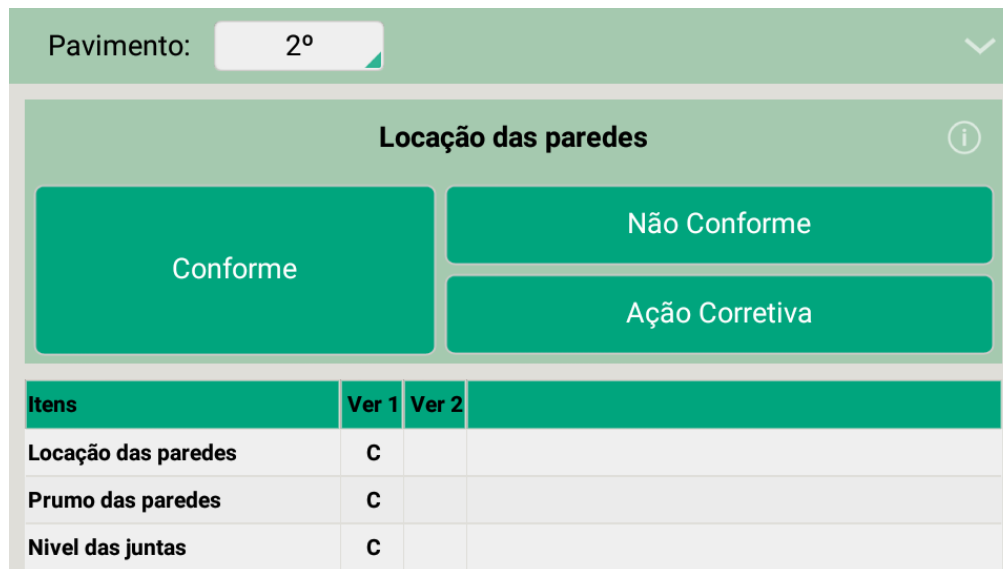 Pavimento: 2º
Locação das paredes
Conforme
Não Conforme
Ação Corretiva
Itens Ver 1 Ver 2
Locação das paredes C
Prumo das paredes C
Nivel das juntas C